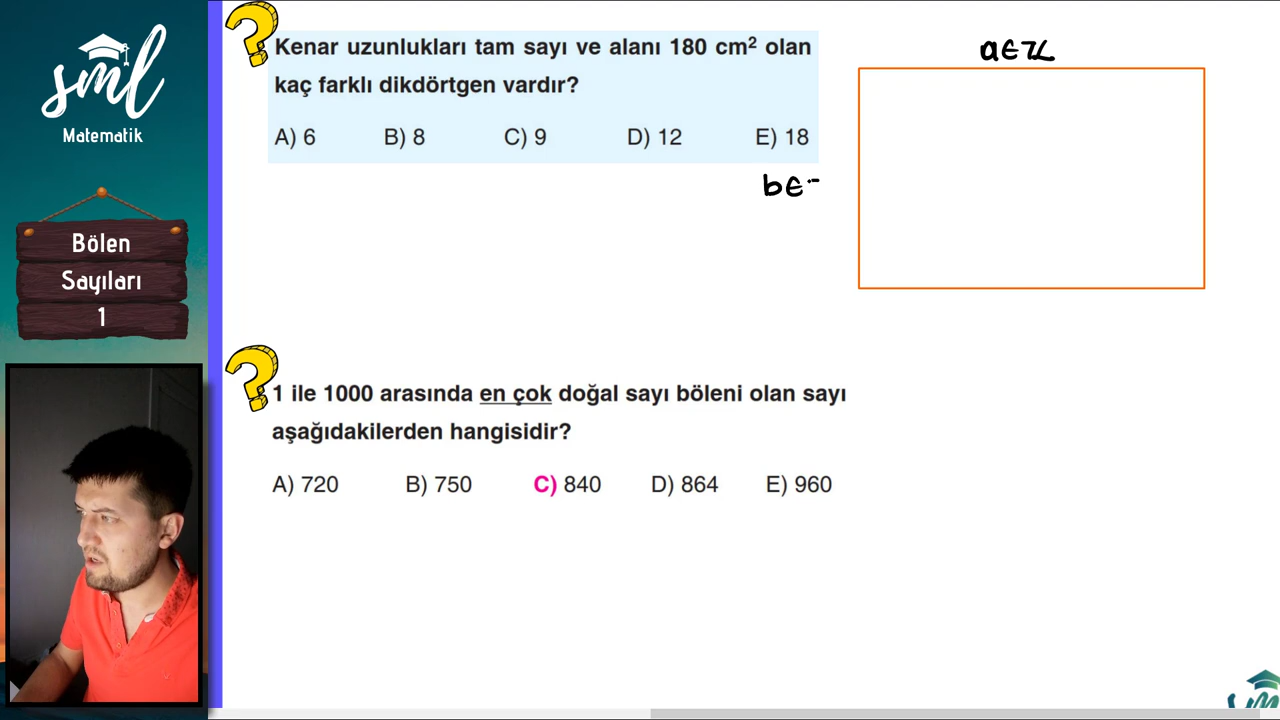 sml
Matematik
Bölen
Sayıları
1
Kenar uzunlukları tam sayı ve alanı 180 cm² olan
kaç farklı dikdörtgen vardır?
A) 6 B) 8 C) 9 D) 12 E) 18
a∈ℤ
b∈
1 ile 1000 arasında en çok doğal sayı böleni olan sayı
aşağıdakilerden hangisidir?
A) 720 B) 750 C) 840 D) 864 E) 960